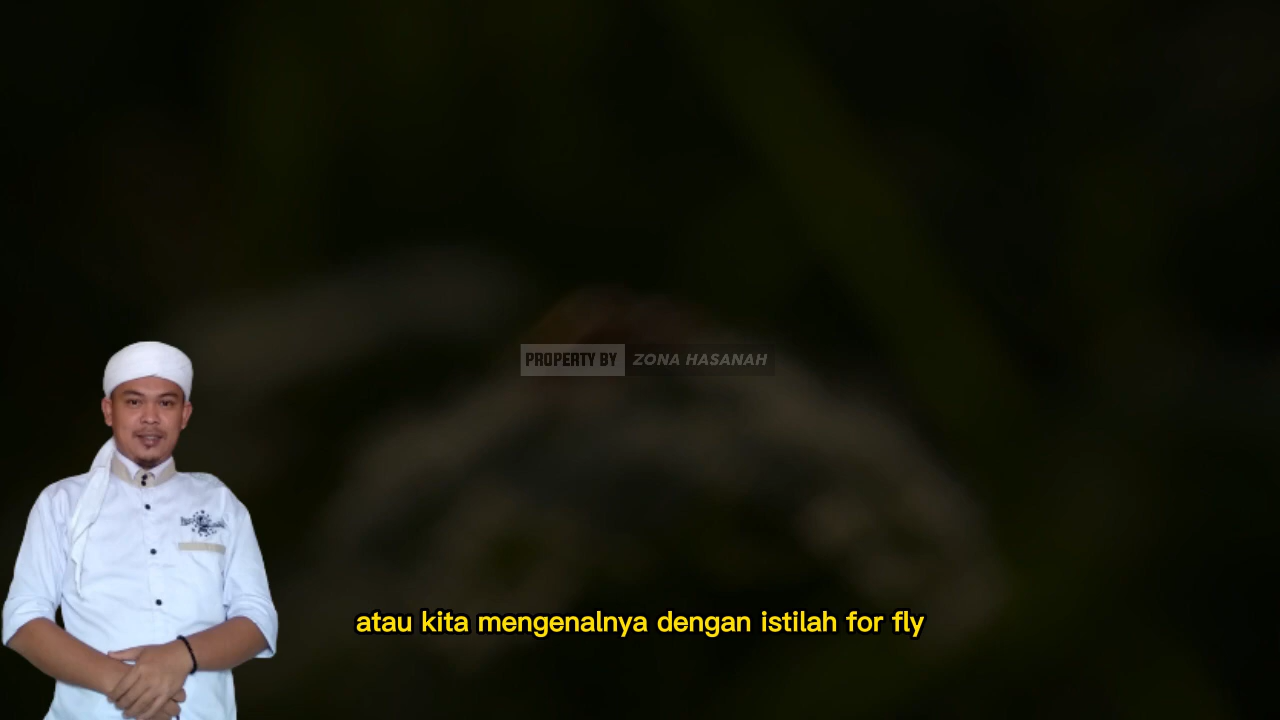 PROPERTY BY ZONA HASANAH
atau kita mengenalnya dengan istilah for fly